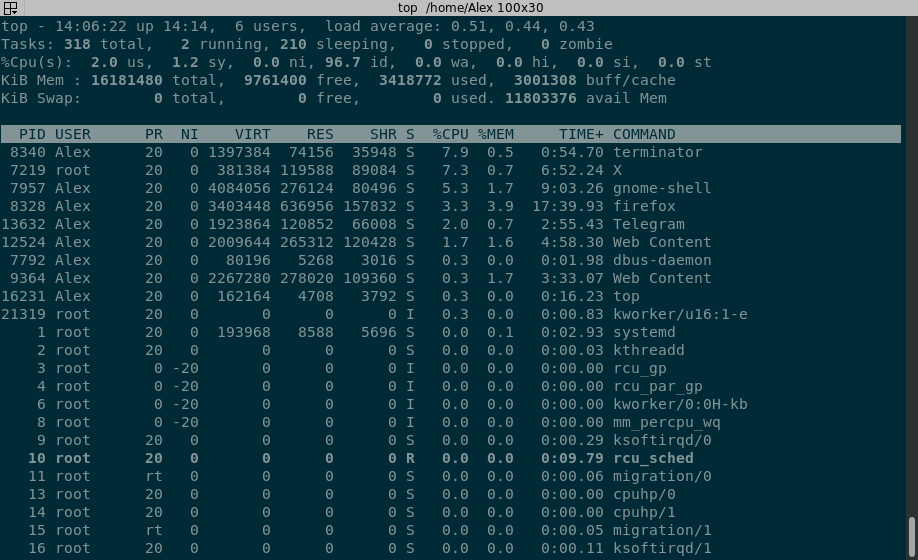 top /home/Alex 100x30
top - 14:06:22 up 14:14,  6 users,  load average: 0.51, 0.44, 0.43
Tasks: 318 total,   2 running, 210 sleeping,   0 stopped,   0 zombie
%Cpu(s):  2.0 us,  1.2 sy,  0.0 ni, 96.7 id,  0.0 wa,  0.0 hi,  0.0 si,  0.0 st
KiB Mem : 16181480 total,  9761400 free,  3418772 used,  3001308 buff/cache
KiB Swap:        0 total,        0 free,        0 used. 11803376 avail Mem
  PID USER      PR  NI    VIRT    RES    SHR S  %CPU %MEM     TIME+ COMMAND
 8340 Alex      20   0 1397384  74156  35948 S   7.9  0.5   0:54.70 terminator
 7219 root      20   0  381384 119588  89084 S   7.3  0.7   6:52.24 X
 7957 Alex      20   0 4084056 276124  80496 S   5.3  1.7   9:03.26 gnome-shell
 8328 Alex      20   0 3403448 636956 157832 S   3.3  3.9  17:39.93 firefox
13632 Alex      20   0 1923864 120852  66008 S   2.0  0.7   2:55.43 Telegram
12524 Alex      20   0 2009644 265312 120428 S   1.7  1.6   4:58.30 Web Content
 7792 Alex      20   0   80196   5268   3016 S   0.3  0.0   0:01.98 dbus-daemon
 9364 Alex      20   0 2267280 278020 109360 S   0.3  1.7   3:33.07 Web Content
16231 Alex      20   0  162164   4708   3792 S   0.3  0.0   0:16.23 top
21319 root      20   0       0      0      0 I   0.3  0.0   0:00.83 kworker/u16:1-e
    1 root      20   0  193968   8588   5696 S   0.0  0.1   0:02.93 systemd
    2 root      20   0       0      0      0 S   0.0  0.0   0:00.03 kthreadd
    3 root       0 -20       0      0      0 I   0.0  0.0   0:00.00 rcu_gp
    4 root       0 -20       0      0      0 I   0.0  0.0   0:00.00 rcu_par_gp
    6 root       0 -20       0      0      0 I   0.0  0.0   0:00.00 kworker/0:0H-kb
    8 root       0 -20       0      0      0 I   0.0  0.0   0:00.00 mm_percpu_wq
    9 root      20   0       0      0      0 S   0.0  0.0   0:00.29 ksoftirqd/0
   10 root      20   0       0      0      0 R   0.0  0.0   0:09.79 rcu_sched
   11 root      rt   0       0      0      0 S   0.0  0.0   0:00.06 migration/0
   13 root      20   0       0      0      0 S   0.0  0.0   0:00.00 cpuhp/0
   14 root      20   0       0      0      0 S   0.0  0.0   0:00.00 cpuhp/1
   15 root      rt   0       0      0      0 S   0.0  0.0   0:00.05 migration/1
   16 root      20   0       0      0      0 S   0.0  0.0   0:00.11 ksoftirqd/1